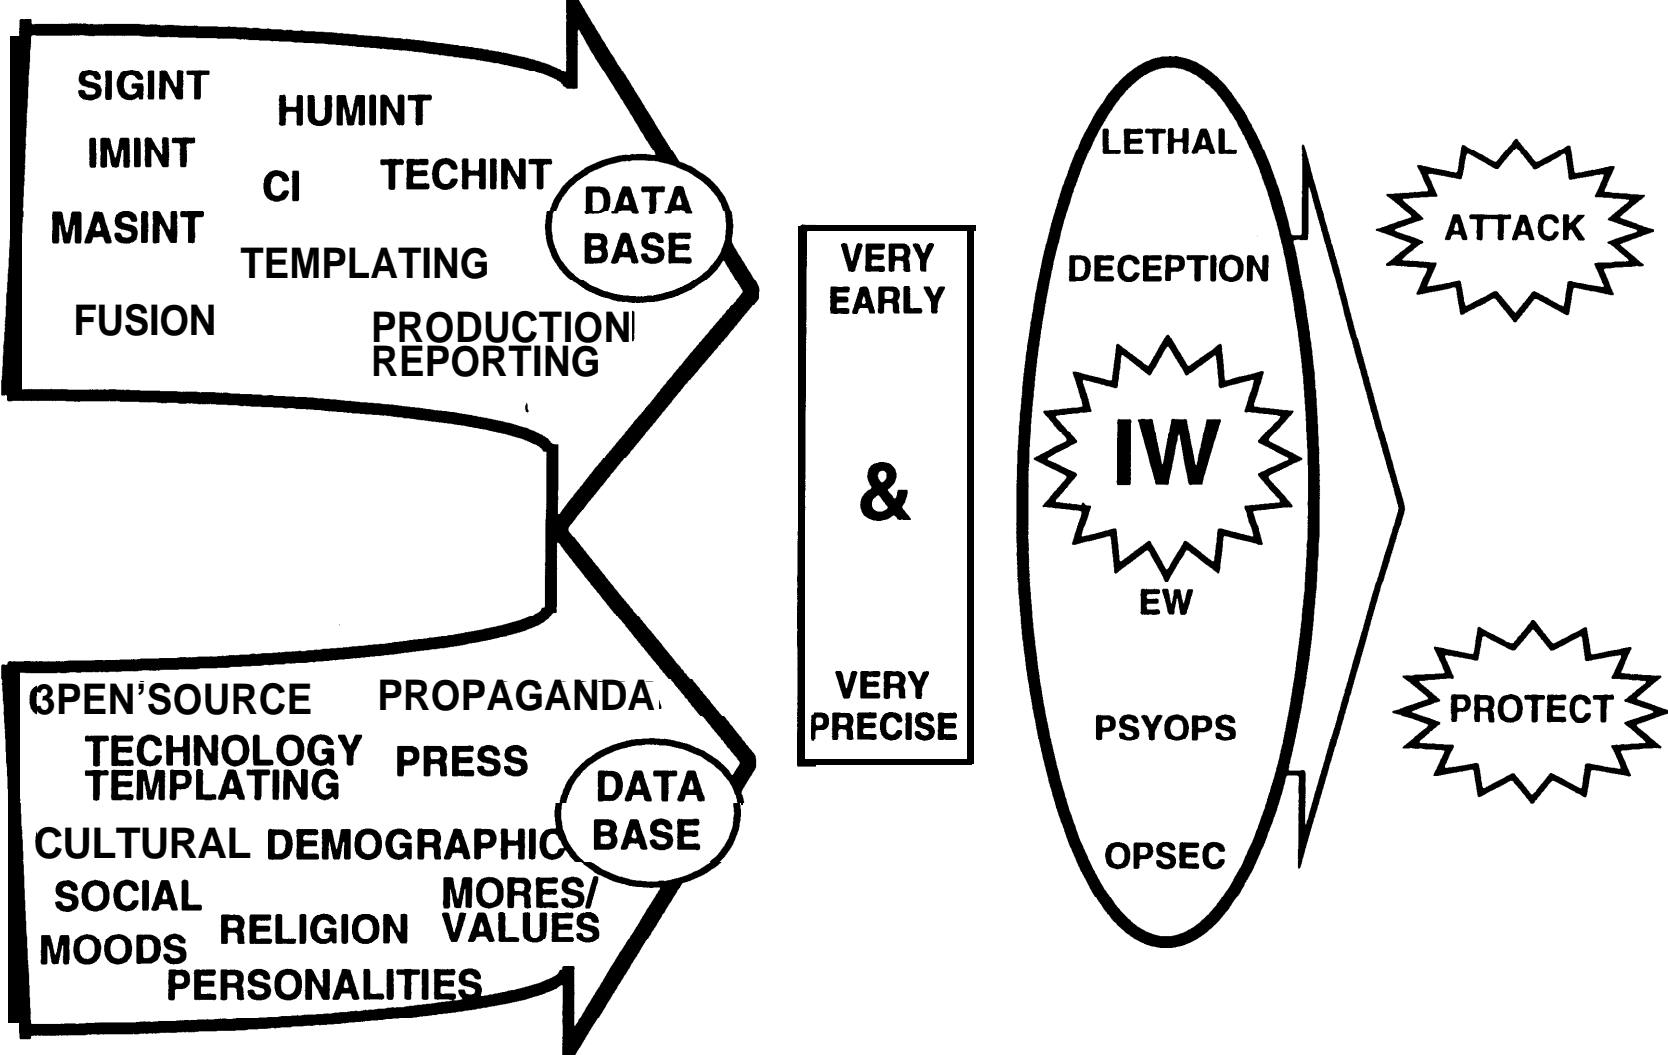 SIGINT
HUMINT
IMINT
CI
TECHINT
MASINT
DATA
BASE
TEMPLATING
FUSION
PRODUCTION
REPORTING
PEN'SOURCE
PROPAGANDA
TECHNOLOGY
TEMPLATING
PRESS
DATA
BASE
CULTURAL
DEMOGRAPHIC
SOCIAL
MORES/
VALUES
RELIGION
MOODS
PERSONALITIES
VERY
EARLY
&
VERY
PRECISE
LETHAL
DECEPTION
IW
EW
PSYOPS
OPSEC
ATTACK
PROTECT